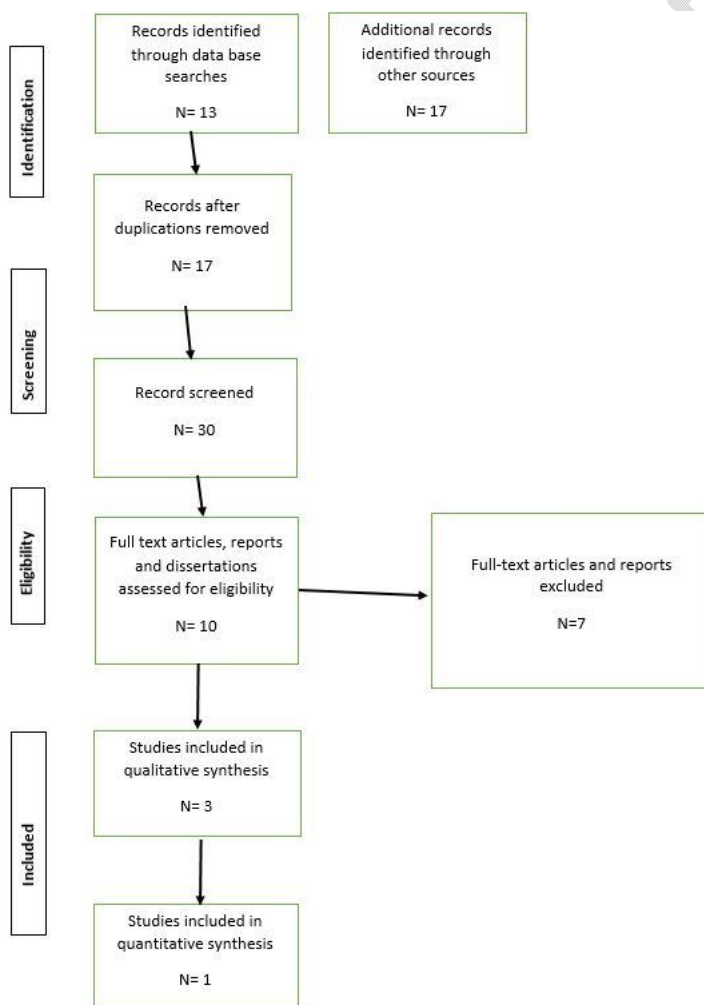 Identification
Records identified
through data base
searches
N= 13
Additional records
identified through
other sources
N= 17
Records after
duplications removed
N= 17
Screening
Record screened
N= 30
Eligibility
Full text articles, reports
and dissertations
assessed for eligibility
N= 10
Full-text articles and reports
excluded
N=7
Included
Studies included in
qualitative synthesis
N= 3
Studies included in
quantitative synthesis
N= 1